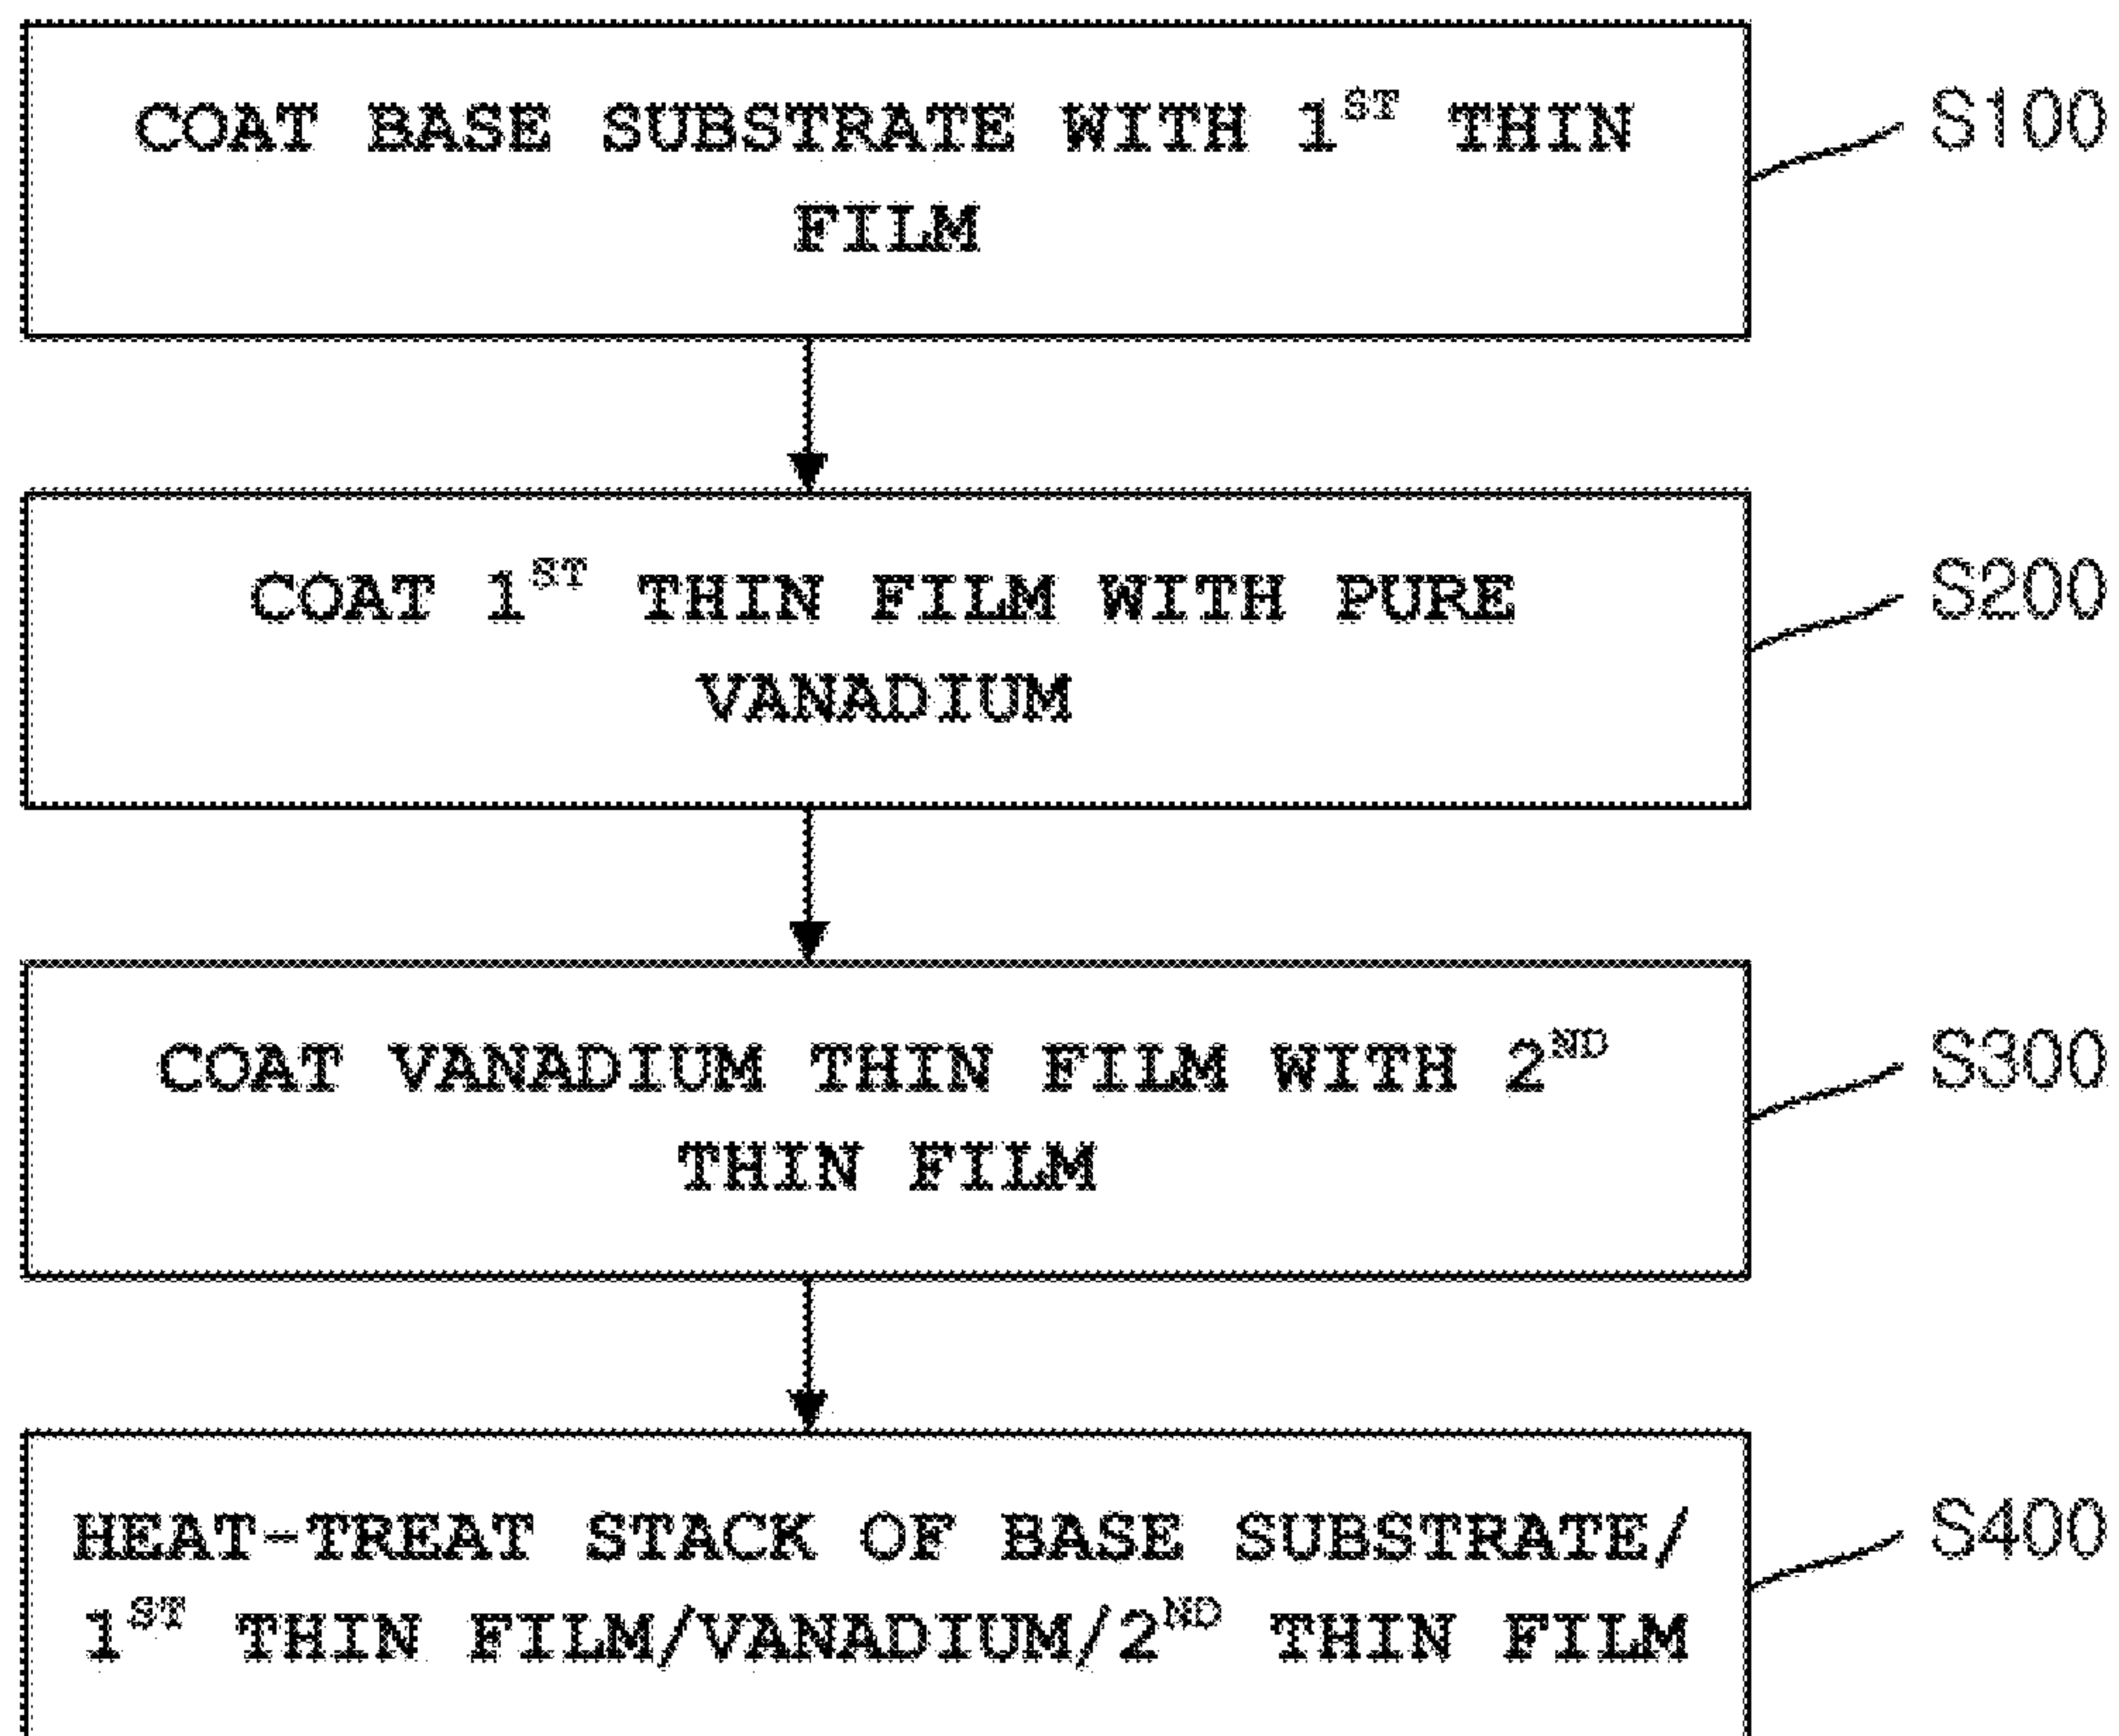 COAT BASE SUBSTRATE WITH 1ST THIN
FILM
S100
COAT 1ST THIN FILM WITH PURE
VANADIUM
S200
COAT VANADIUM THIN FILM WITH 2ND
THIN FILM
S300
HEAT-TREAT STACK OF BASE SUBSTRATE/
1ST THIN FILM/VANADIUM/2ND THIN FILM
S400